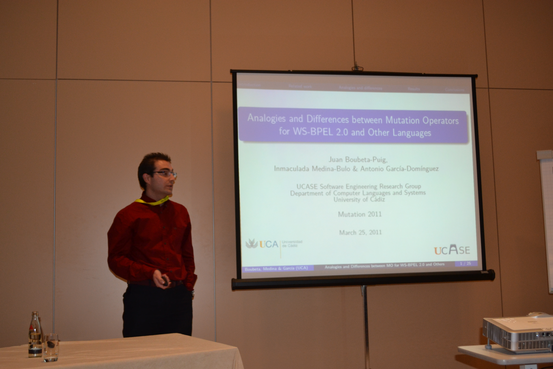 Analogies and Differences between Mutation Operators
for WS-BPEL 2.0 and Other Languages
Juan Boubeta-Puig,
Inmaculada Medina-Bulo & Antonio García-Domínguez
UCASE Software Engineering Research Group
Department of Computer Languages and Systems
University of Cádiz
Mutation 2011
March 25, 2011
UCA
UCASE
Boubeta, Medina & García (UCA)
Analogies and Differences between MO for WS-BPEL 2.0 and Others